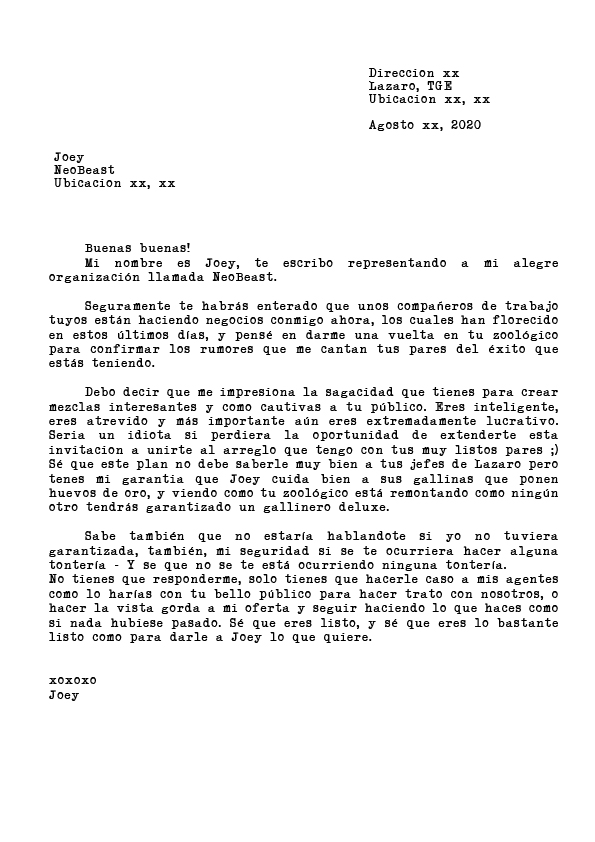 Direccion xx
Lazaro, TGE
Ubicacion xx, xx
Agosto xx, 2020
Joey
NeoBeast
Ubicacion xx, xx
Buenas buenas!
Mi nombre es Joey, te escribo representando a mi alegre
organización llamada NeoBeast.
Seguramente te habrás enterado que unos compañeros de trabajo
tuyos están haciendo negocios conmigo ahora, los cuales han florecido
en estos últimos días, y pensé en darme una vuelta en tu zoológico
para confirmar los rumores que me cantan tus pares del éxito que
estás teniendo.
Debo decir que me impresiona la sagacidad que tienes para crear
mezclas interesantes y como cautivas a tu público. Eres inteligente,
eres atrevido y más importante aún eres extremadamente lucrativo.
Seria un idiota si perdiera la oportunidad de extenderte esta
invitacion a unirte al arreglo que tengo con tus muy listos pares ;)
Sé que este plan no debe saberle muy bien a tus jefes de Lazaro pero
tenes mi garantia que Joey cuida bien a sus gallinas que ponen
huevos de oro, y viendo como tu zoológico está remontando como ningún
otro tendrás garantizado un gallinero deluxe.
Sabe también que no estaría hablandote si yo no tuviera
garantizada, también, mi seguridad si se te ocurriera hacer alguna
tontería - Y se que no se te está ocurriendo ninguna tontería.
No tienes que responderme, solo tienes que hacerle caso a mis agentes
como lo harías con tu bello público para hacer trato con nosotros, o
hacer la vista gorda a mi oferta y seguir haciendo lo que haces como
si nada hubiese pasado. Sé que eres listo, y sé que eres lo bastante
listo como para darle a Joey lo que quiere.
xoxoxo
Joey